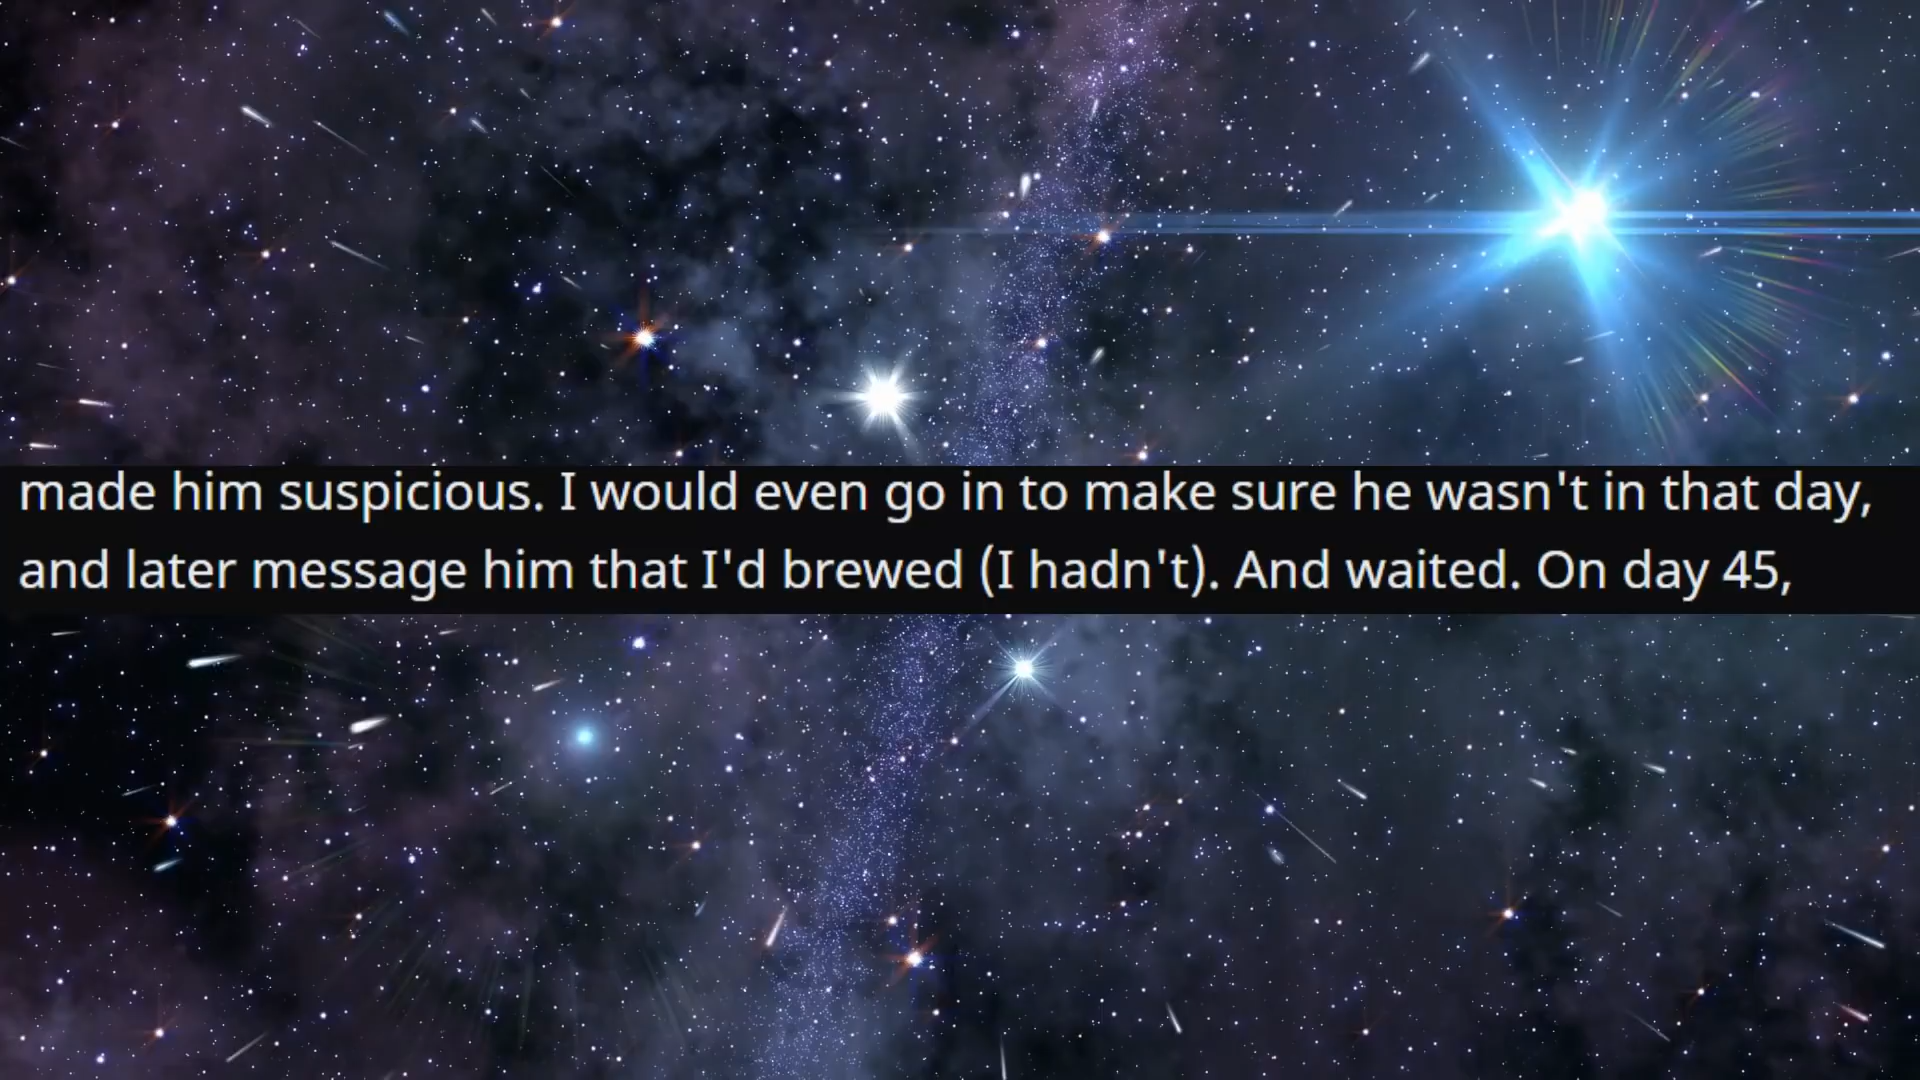 made him suspicious. I would even go in to make sure he wasn't in that day,
and later message him that I'd brewed (I hadn't). And waited. On day 45,